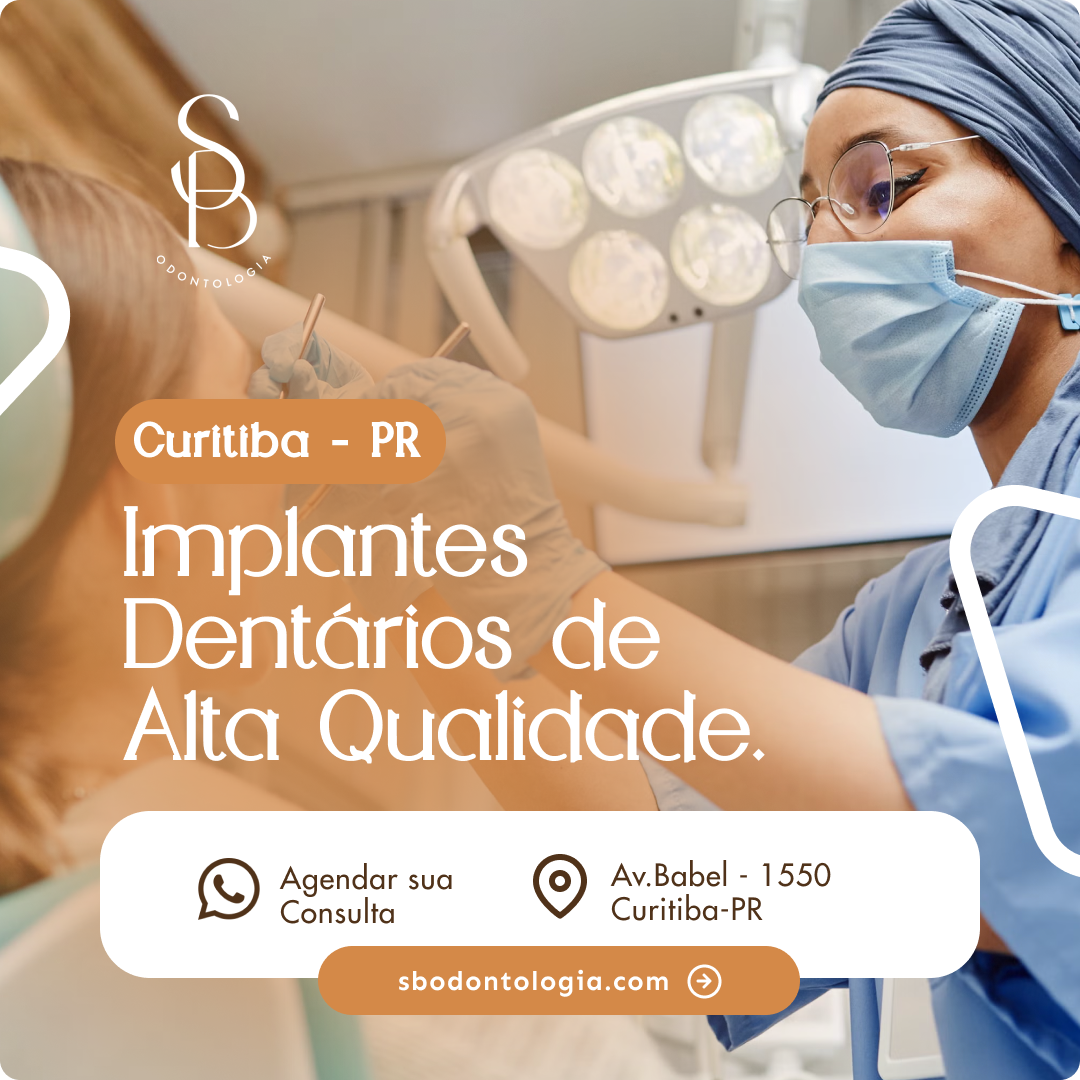 SB
ODONTOLOGIA
Curitiba - PR
Implantes
Dentários de
Alta Qualidade.
Agendar sua
Consulta
Av.Babel - 1550
Curitiba-PR
sbodontologia.com